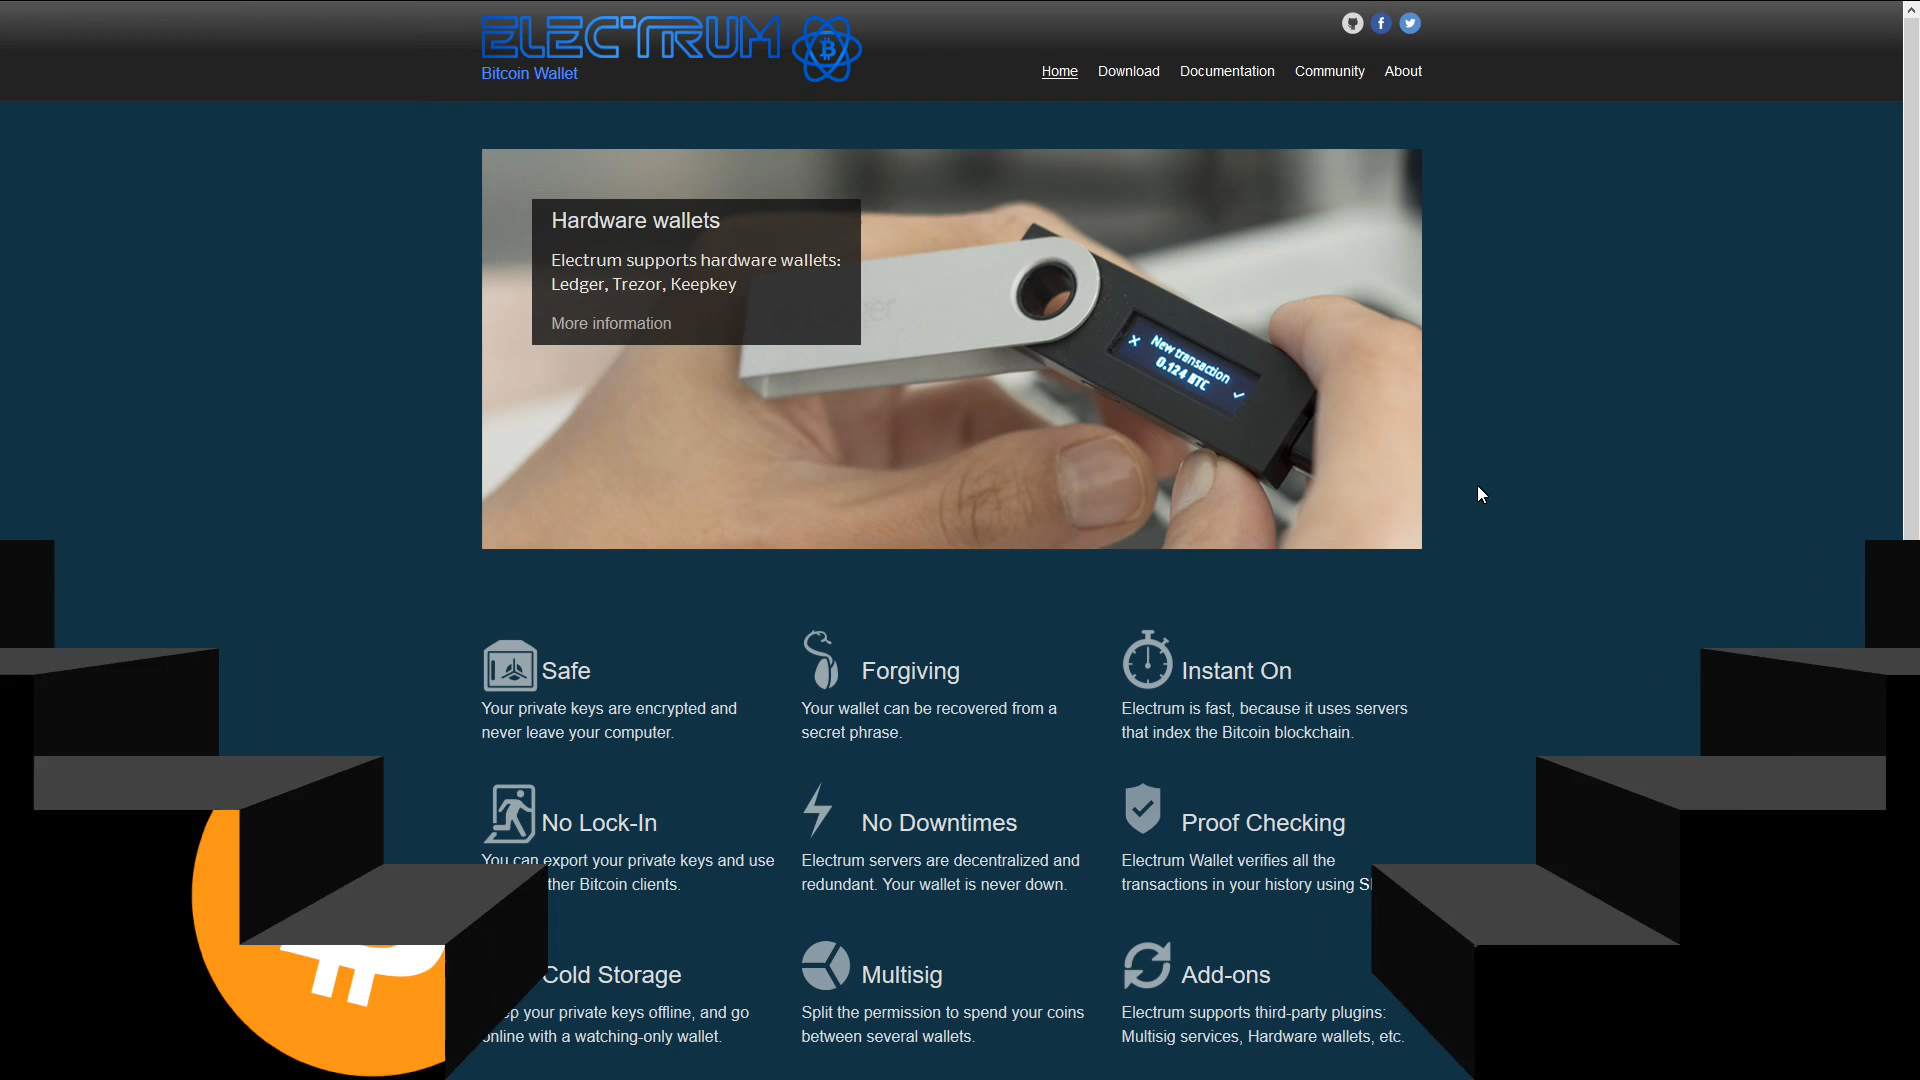 ELECTRUM
Bitcoin Wallet
Home Download Documentation Community About
Hardware wallets
Electrum supports hardware wallets:
Ledger, Trezor, Keepkey
More information
New transaction
0.124 BTC
Safe
Your private keys are encrypted and
never leave your computer.
Forgiving
Your wallet can be recovered from a
secret phrase.
Instant On
Electrum is fast, because it uses servers
that index the Bitcoin blockchain.
No Lock-In
You can export your private keys and use
ther Bitcoin clients.
No Downtimes
Electrum servers are decentralized and
redundant. Your wallet is never down.
Proof Checking
Electrum Wallet verifies all the
transactions in your history using
Cold Storage
your private keys offline, and go
online with a watching-only wallet.
Multisig
Split the permission to spend your coins
between several wallets.
Add-ons
Electrum supports third-party plugins:
Multisig services, Hardware wallets, etc.